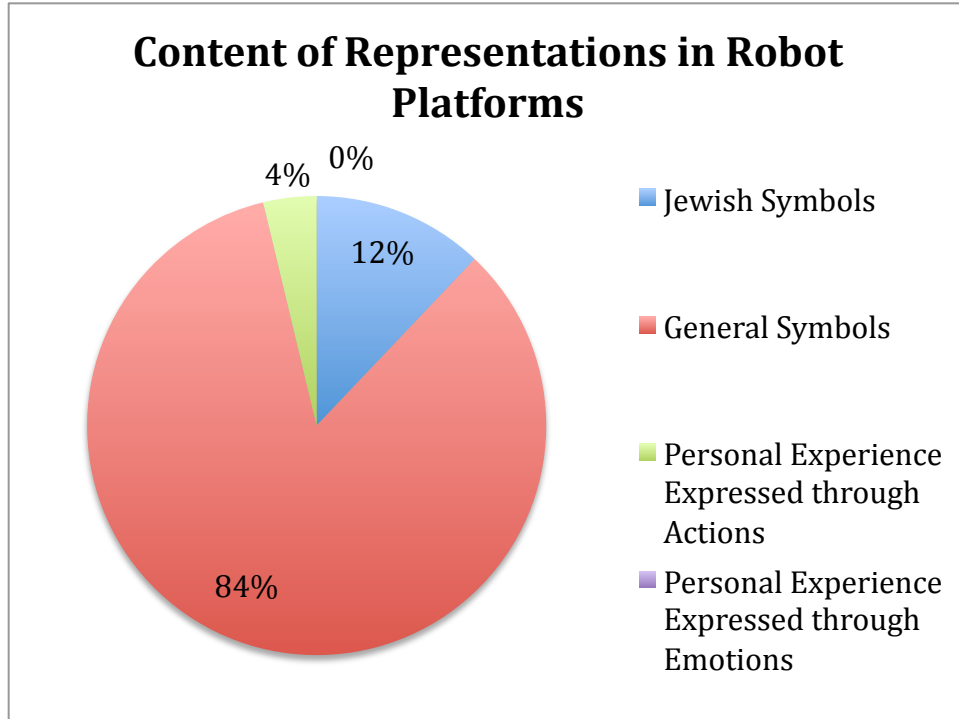 Content of Representations in Robot
Platforms
0%
4%
12%
84%
Jewish Symbols
General Symbols
Personal Experience
Expressed through
Actions
Personal Experience
Expressed through
Emotions